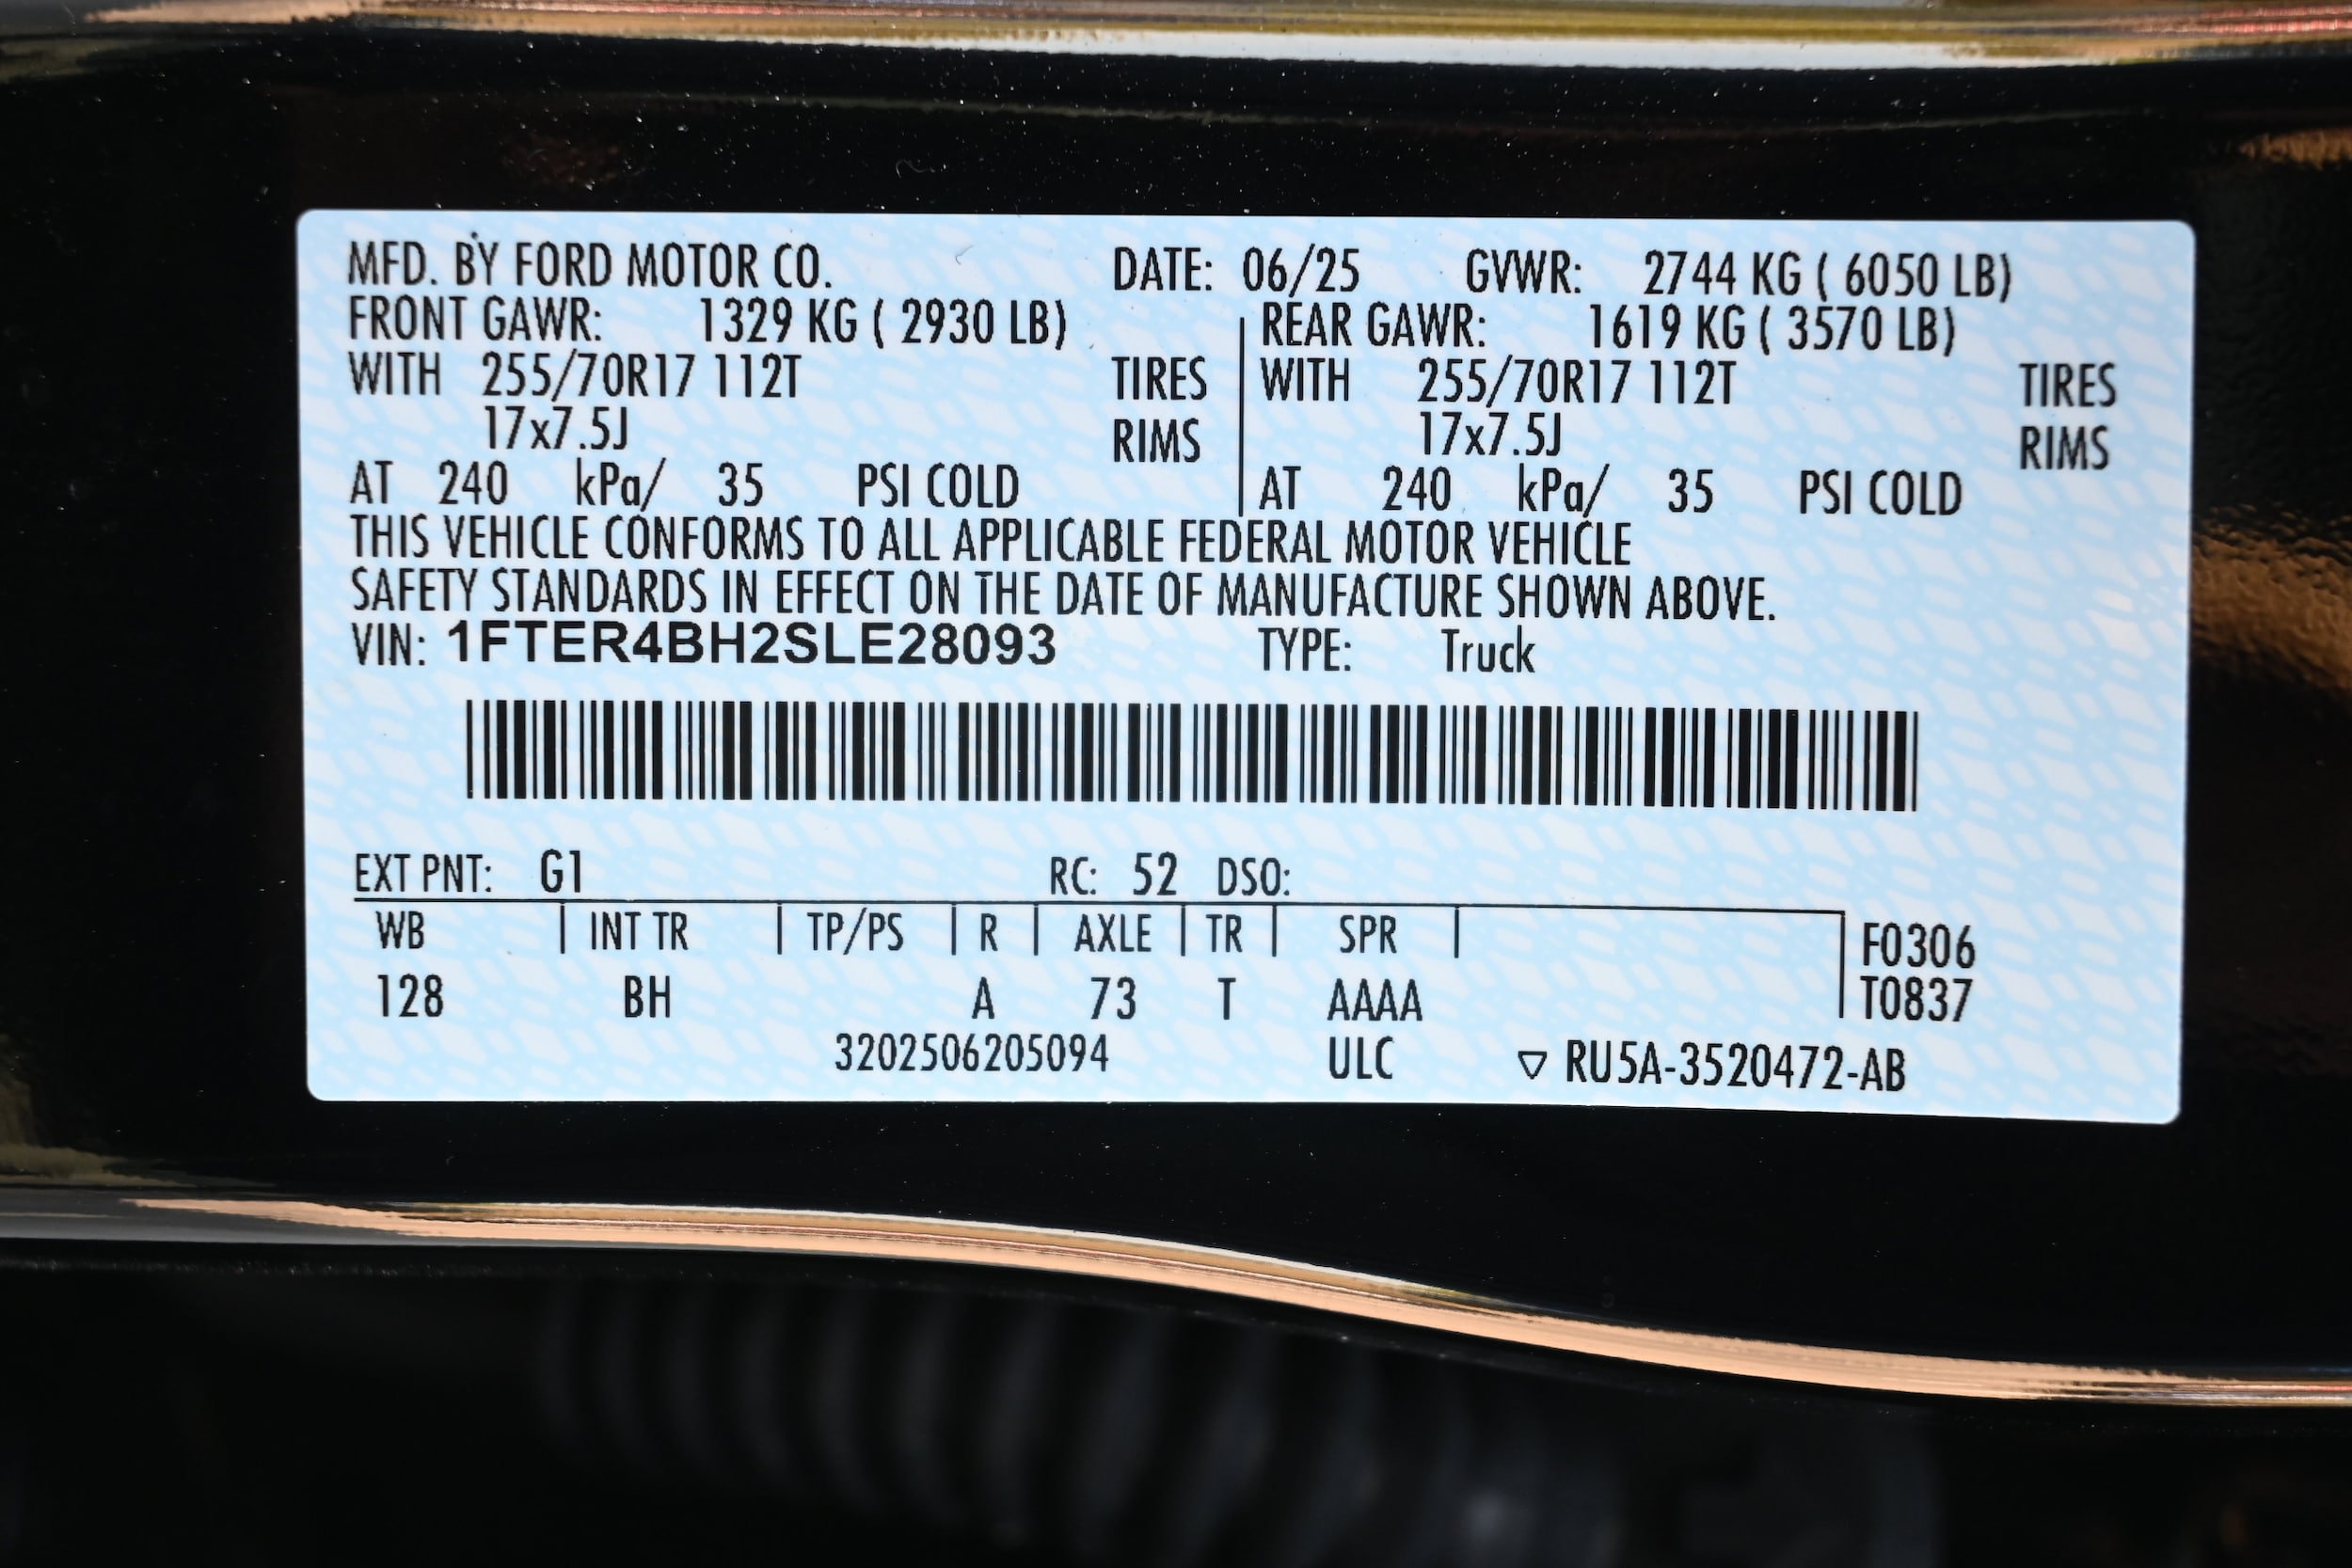 MFD. BY FORD MOTOR CO. DATE: 06/25 GVWR: 2744 KG ( 6050 LB)
FRONT GAWR: 1329 KG ( 2930 LB) REAR GAWR: 1619 KG ( 3570 LB)
WITH 255/70R17 112T TIRES WITH 255/70R17 112T TIRES
17x7.5J RIMS 17x7.5J RIMS
AT 240 kPa/ 35 PSI COLD AT 240 kPa/ 35 PSI COLD
THIS VEHICLE CONFORMS TO ALL APPLICABLE FEDERAL MOTOR VEHICLE
SAFETY STANDARDS IN EFFECT ON THE DATE OF MANUFACTURE SHOWN ABOVE.
VIN: 1FTER4BH2SLE28093 TYPE: Truck
EXT PNT: G1 RC: 52 DSO:
WB INT TR TP/PS R AXLE TR SPR F0306
128 BH A 73 T AAAA T0837
3202506205094 ULC ▽ RU5A-3520472-AB